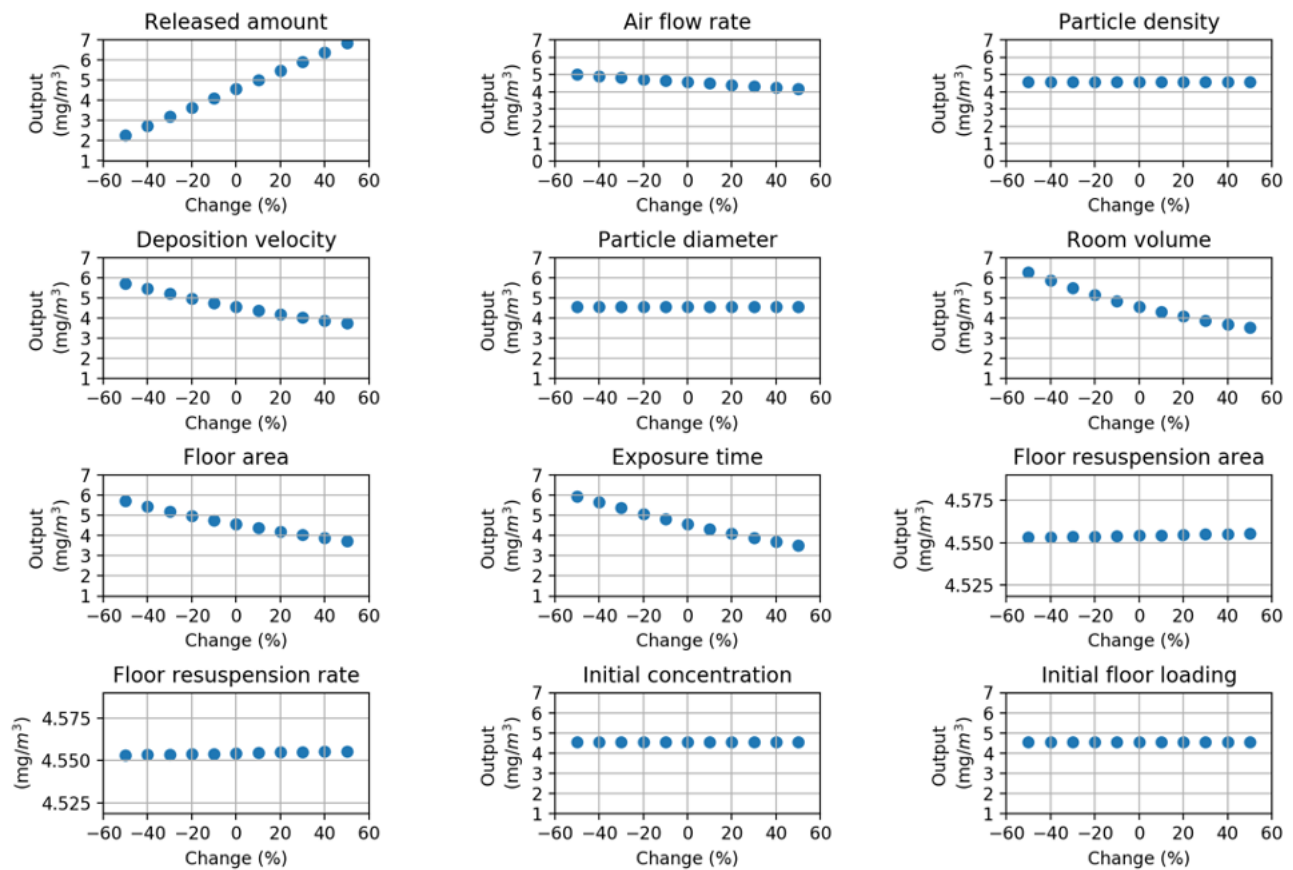 Released amount
Output
(mg/m³)
7
6
5
4
3
2
1
−60 −40 −20 0 20 40 60
Change (%)
Air flow rate
Output
(mg/m³)
7
6
5
4
3
2
1
0
−60 −40 −20 0 20 40 60
Change (%)
Particle density
Output
(mg/m³)
7
6
5
4
3
2
1
0
−60 −40 −20 0 20 40 60
Change (%)
Deposition velocity
Output
(mg/m³)
7
6
5
4
3
2
1
−60 −40 −20 0 20 40 60
Change (%)
Particle diameter
Output
(mg/m³)
7
6
5
4
3
2
1
−60 −40 −20 0 20 40 60
Change (%)
Room volume
Output
(mg/m³)
7
6
5
4
3
2
1
−60 −40 −20 0 20 40 60
Change (%)
Floor area
Output
(mg/m³)
7
6
5
4
3
2
1
−60 −40 −20 0 20 40 60
Change (%)
Exposure time
Output
(mg/m³)
7
6
5
4
3
2
1
−60 −40 −20 0 20 40 60
Change (%)
Floor resuspension area
Output
(mg/m³)
4.575
4.550
4.525
−60 −40 −20 0 20 40 60
Change (%)
Floor resuspension rate
(mg/m³)
4.575
4.550
4.525
−60 −40 −20 0 20 40 60
Change (%)
Initial concentration
Output
(mg/m³)
7
6
5
4
3
2
1
−60 −40 −20 0 20 40 60
Change (%)
Initial floor loading
Output
(mg/m³)
7
6
5
4
3
2
1
−60 −40 −20 0 20 40 60
Change (%)